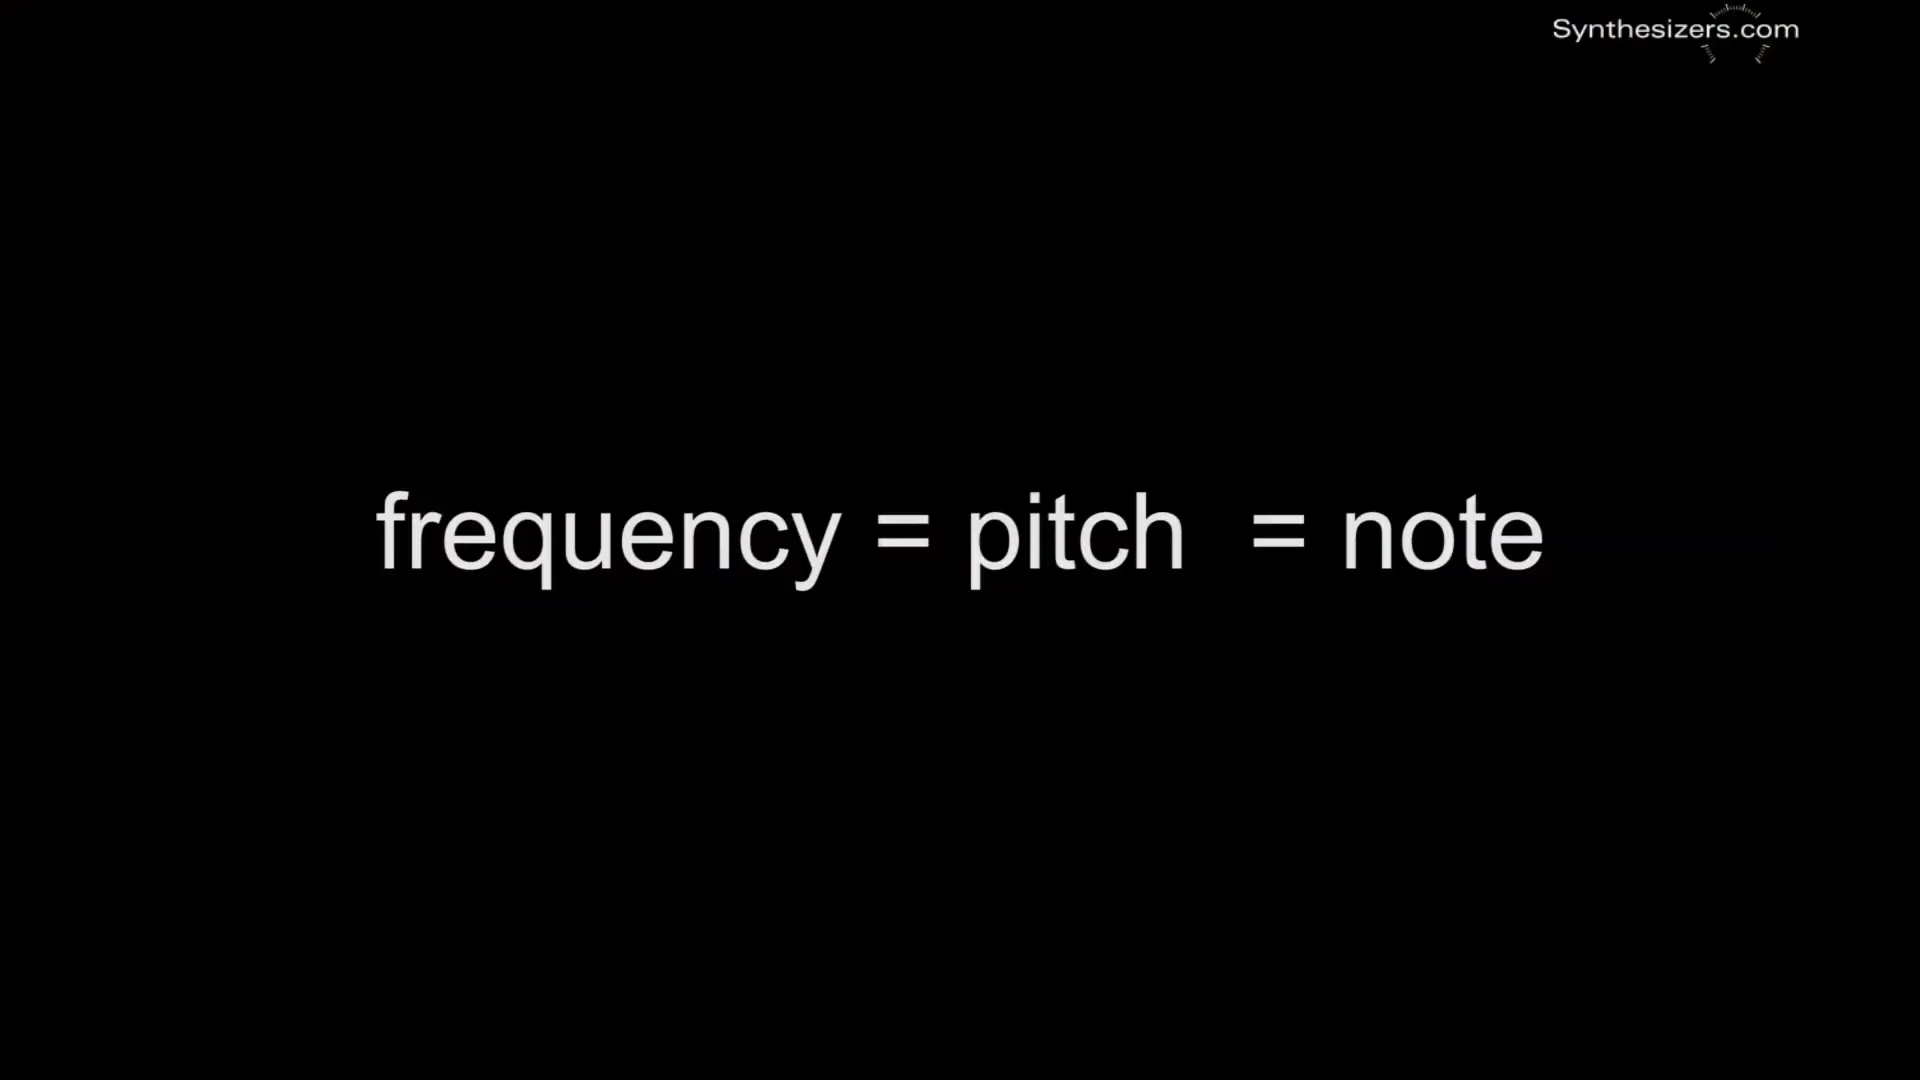 Synthesizers.com
frequency = pitch  = note